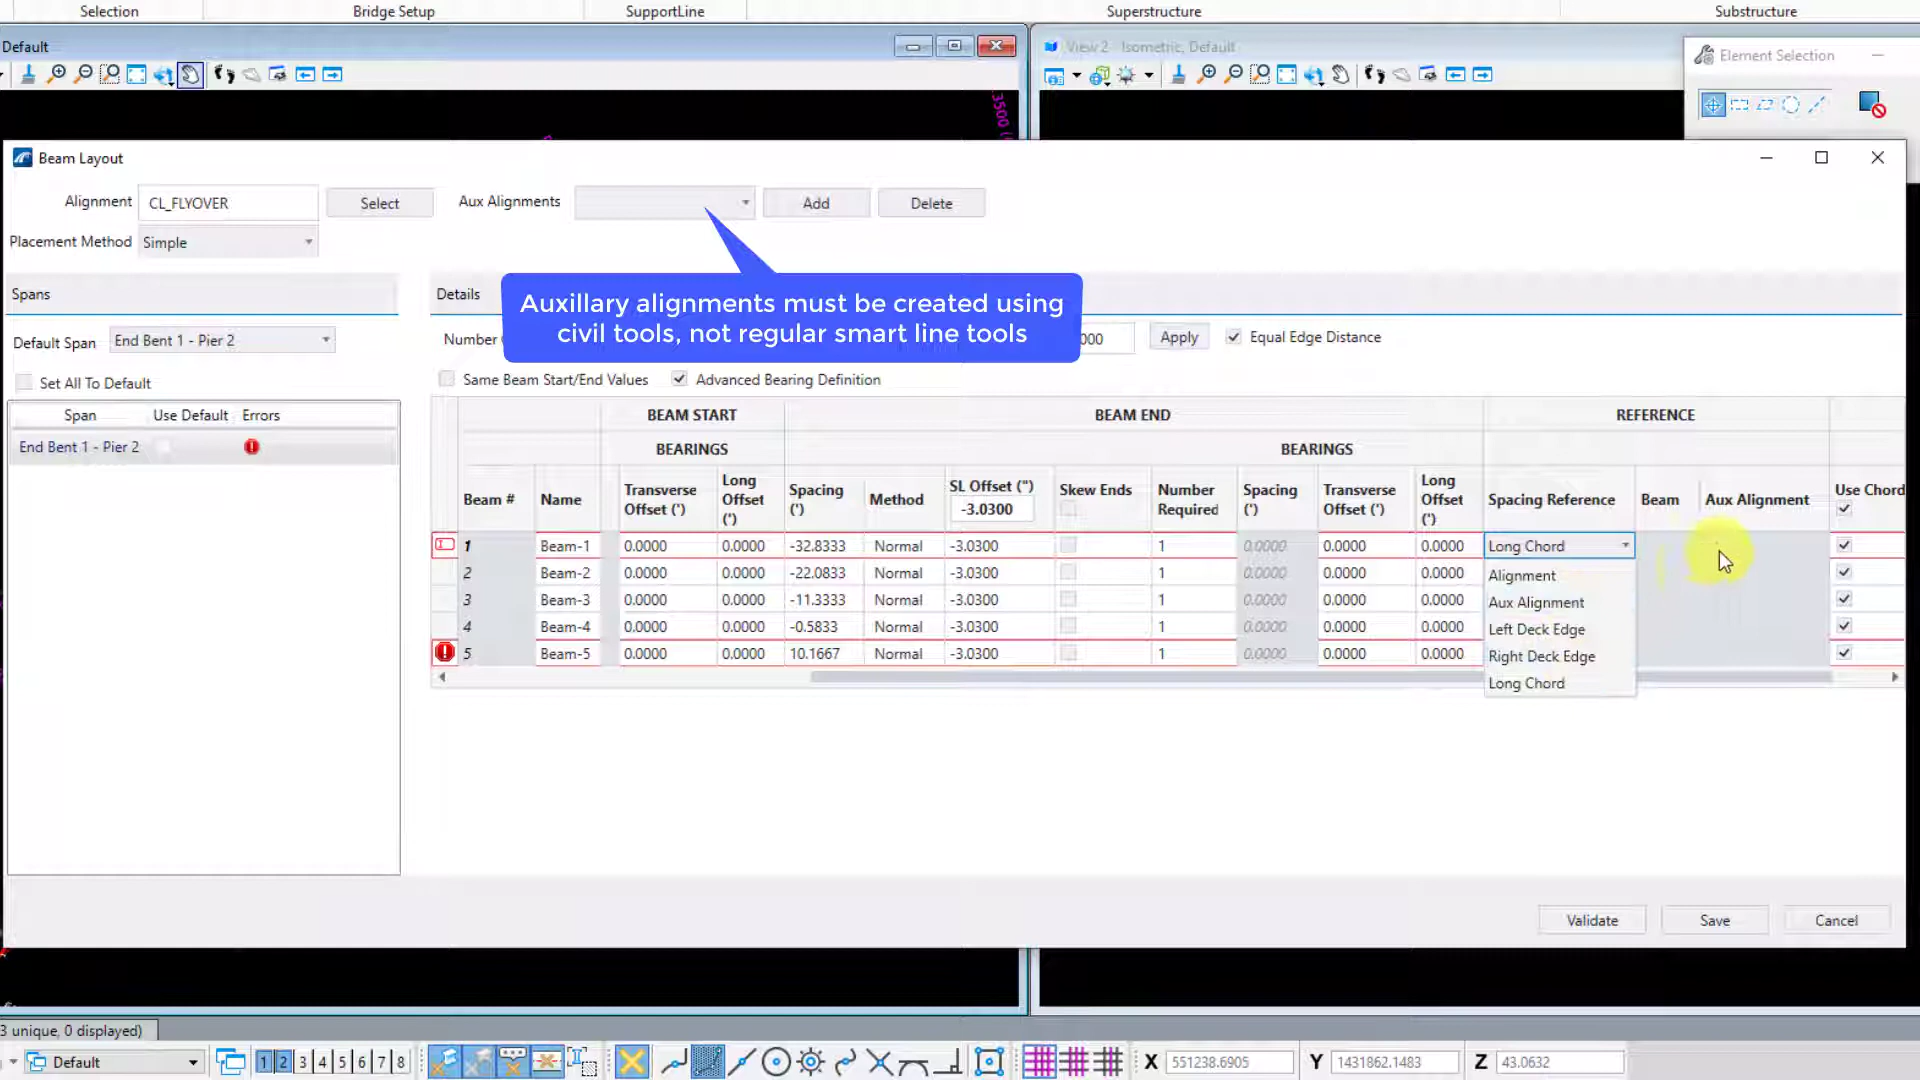 Selection Bridge Setup SupportLine Superstructure Substructure
Default
View 2 - Isometric, Default
Element Selection
3500
Beam Layout
Alignment CL_FLYOVER Select Aux Alignments Add Delete
Placement Method Simple
Auxillary alignments must be created using
civil tools, not regular smart line tools
Spans
Details
Default Span End Bent 1 - Pier 2
Number 000 Apply Equal Edge Distance
Set All To Default
Same Beam Start/End Values Advanced Bearing Definition
Span Use Default Errors
End Bent 1 - Pier 2
BEAM START BEAM END REFERENCE
BEARINGS BEARINGS
Beam # Name Transverse Offset (') Long Offset (') Spacing (') Method SL Offset (") -3.0300 Skew Ends Number Required Spacing (') Transverse Offset (') Long Offset (') Spacing Reference Beam Aux Alignment Use Chord
1 Beam-1 0.0000 0.0000 -32.8333 Normal -3.0300 1 0.0000 0.0000 0.0000 Long Chord
2 Beam-2 0.0000 0.0000 -22.0833 Normal -3.0300 1 0.0000 0.0000 0.0000
3 Beam-3 0.0000 0.0000 -11.3333 Normal -3.0300 1 0.0000 0.0000 0.0000
4 Beam-4 0.0000 0.0000 -0.5833 Normal -3.0300 1 0.0000 0.0000 0.0000
5 Beam-5 0.0000 0.0000 10.1667 Normal -3.0300 1 0.0000 0.0000 0.0000
Alignment
Aux Alignment
Left Deck Edge
Right Deck Edge
Long Chord
Validate Save Cancel
3 unique, 0 displayed)
Default 1 2 3 4 5 6 7 8 X 551238.6905 Y 1431862.1483 Z 43.0632